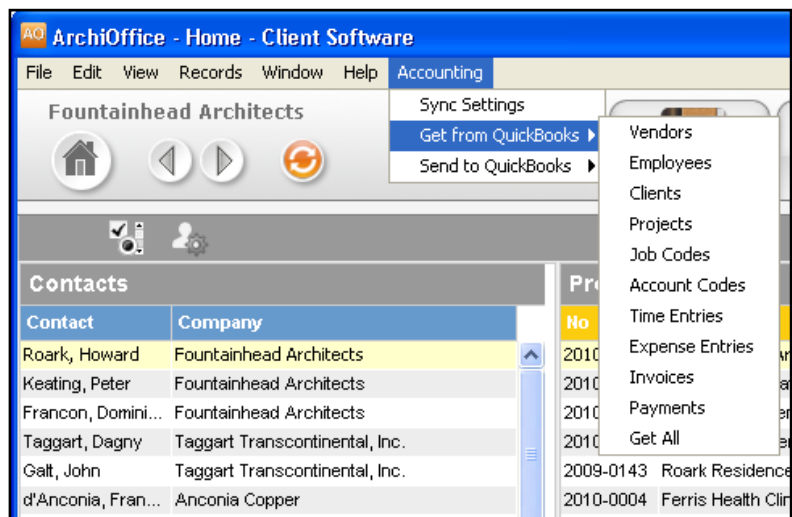 AO ArchiOffice - Home - Client Software
File Edit View Records Window Help Accounting
Fountainhead Architects
Sync Settings
Get from QuickBooks
Send to QuickBooks
Vendors
Employees
Clients
Projects
Job Codes
Account Codes
Time Entries
Expense Entries
Invoices
Payments
Get All
Contacts
Contact Company
Roark, Howard Fountainhead Architects
Keating, Peter Fountainhead Architects
Francon, Domini... Fountainhead Architects
Taggart, Dagny Taggart Transcontinental, Inc.
Galt, John Taggart Transcontinental, Inc.
d'Anconia, Fran... Anconia Copper
No
2010
2010
2010
2010
2009-0143 Roark Residence
2010-0004 Ferris Health